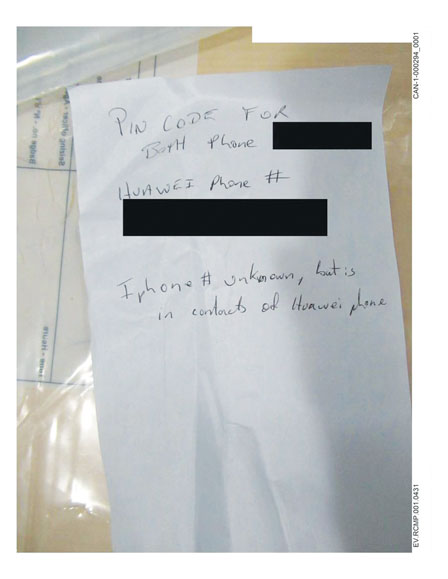 CAN-1-000294_0001
PIN CODE FOR
BOTH Phone
HUAWEI Phone #
Iphone # unknown, but is
in contacts of Huawei phone
EV.RCMP.001.0431